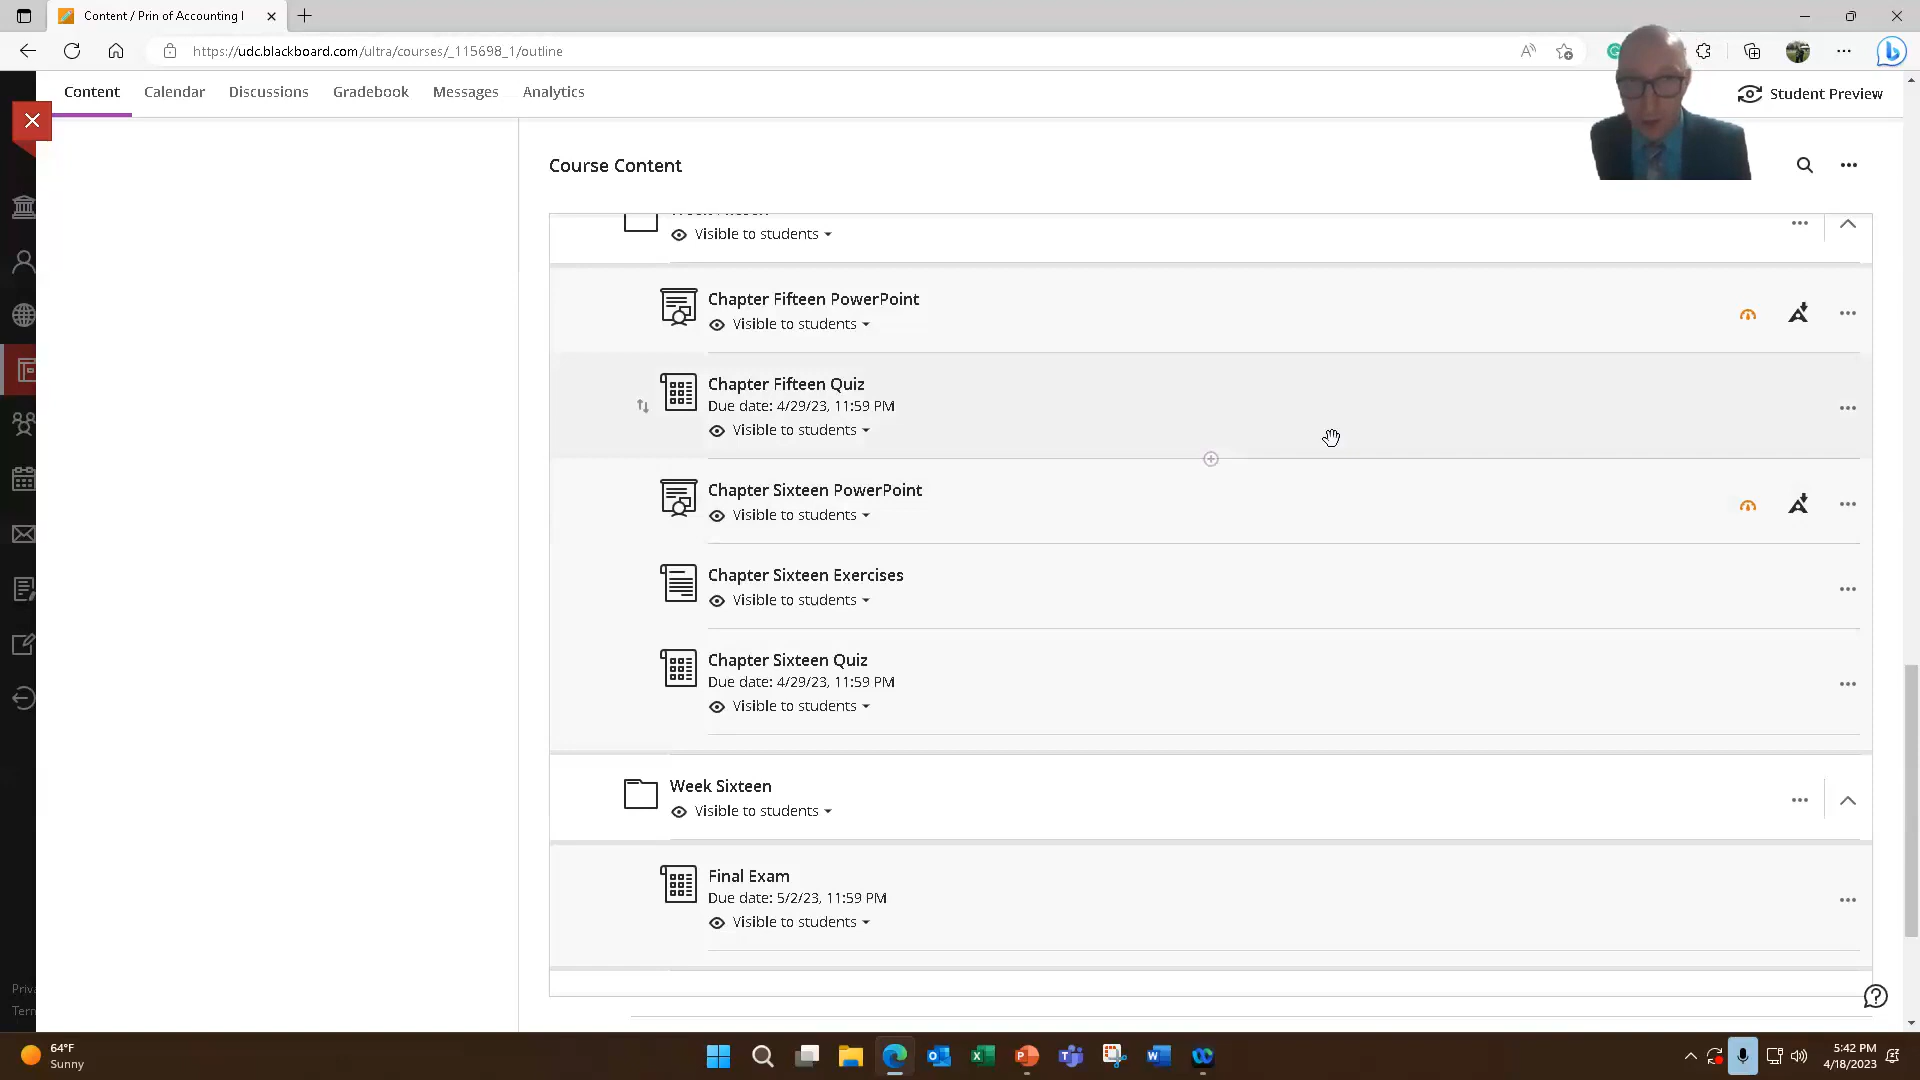 Content / Prin of Accounting I
https://udc.blackboard.com/ultra/courses/_115698_1/outline
Content
Calendar
Discussions
Gradebook
Messages
Analytics
Student Preview
Course Content
Visible to students
Chapter Fifteen PowerPoint
Visible to students
Chapter Fifteen Quiz
Due date: 4/29/23, 11:59 PM
Visible to students
Chapter Sixteen PowerPoint
Visible to students
Chapter Sixteen Exercises
Visible to students
Chapter Sixteen Quiz
Due date: 4/29/23, 11:59 PM
Visible to students
Week Sixteen
Visible to students
Final Exam
Due date: 5/2/23, 11:59 PM
Visible to students
Priva
Term
64°F
Sunny
5:42 PM
4/18/2023